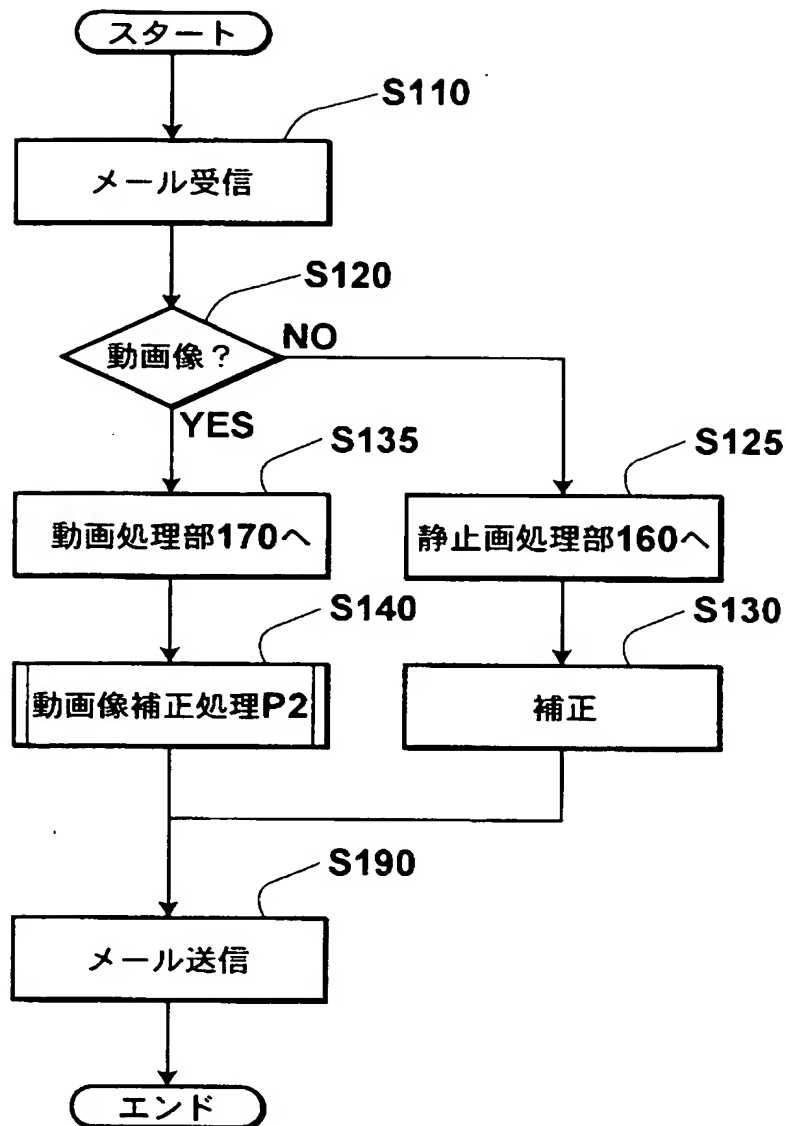 スタート
S110
メール受信
S120
動画像？
NO
YES
S135
動画処理部170へ
S125
静止画処理部160へ
S140
動画像補正処理P2
S130
補正
S190
メール送信
エンド